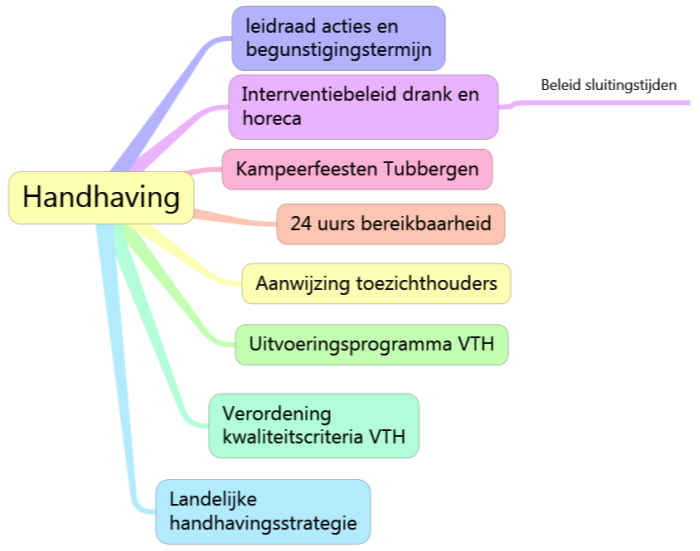 leidraad acties en
begunstigingstermijn
Interrventiebeleid drank en
horeca
Beleid sluitingstijden
Kampeerfeesten Tubbergen
Handhaving
24 uurs bereikbaarheid
Aanwijzing toezichthouders
Uitvoeringsprogramma VTH
Verordening
kwaliteitscriteria VTH
Landelijke
handhavingsstrategie